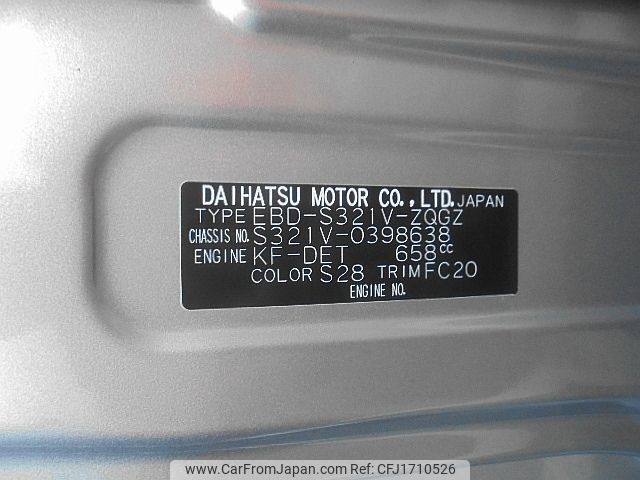 DAIHATSU MOTOR CO.,LTD. JAPAN
TYPE EBD-S321V-ZQGZ
CHASSIS NO. S321V-0398638
ENGINE KF-DET 658cc
COLOR S28 TRIM FC20
ENGINE NO.
www.CarFromJapan.com | Ref.No: CFJ1710526